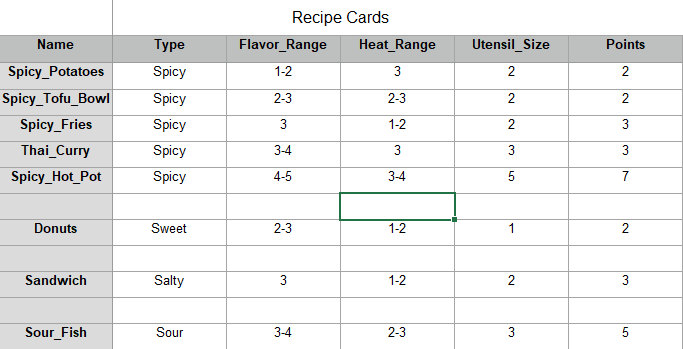 Recipe Cards
Name Type Flavor_Range Heat_Range Utensil_Size Points
Spicy_Potatoes Spicy 1-2 3 2 2
Spicy_Tofu_Bowl Spicy 2-3 2-3 2 2
Spicy_Fries Spicy 3 1-2 2 3
Thai_Curry Spicy 3-4 3 3 3
Spicy_Hot_Pot Spicy 4-5 3-4 5 7
Donuts Sweet 2-3 1-2 1 2
Sandwich Salty 3 1-2 2 3
Sour_Fish Sour 3-4 2-3 3 5